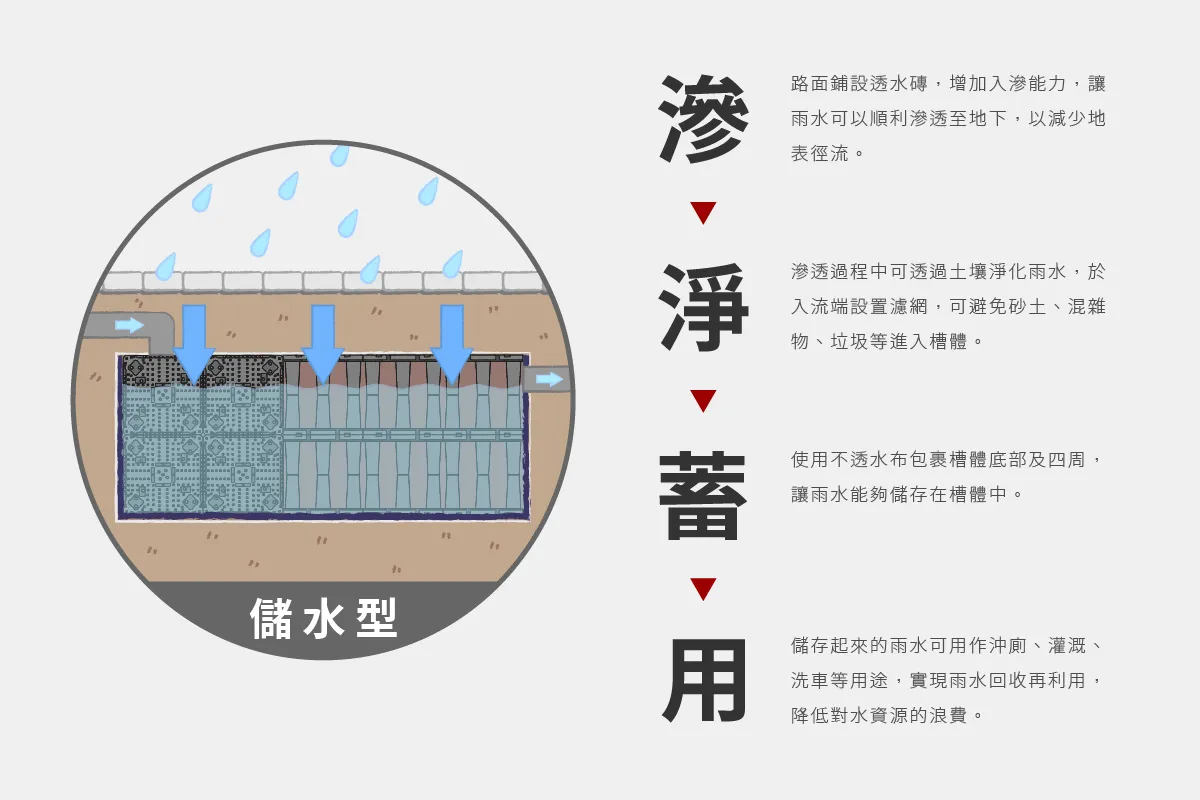 儲水型
滲
路面鋪設透水磚，增加入滲能力，讓
雨水可以順利滲透至地下，以減少地
表徑流。
淨
滲透過程中可透過土壤淨化雨水，於
入流端設置濾網，可避免砂土、混雜
物、垃圾等進入槽體。
蓄
使用不透水布包裹槽體底部及四周，
讓雨水能夠儲存在槽體中。
用
儲存起來的雨水可用作沖廁、灌溉、
洗車等用途，實現雨水回收再利用，
降低對水資源的浪費。